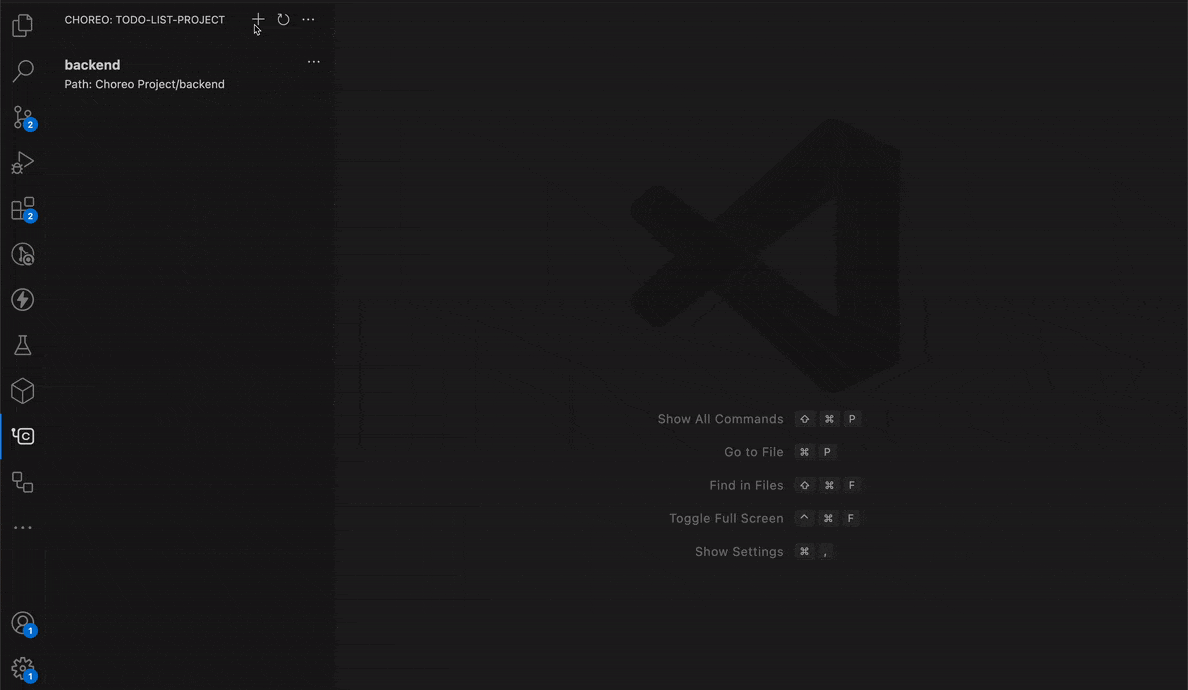 CHOREO: TODO-LIST-PROJECT
backend
Path: Choreo Project/backend
2
2
1
1
Show All Commands ⇧ ⌘ P
Go to File ⌘ P
Find in Files ⇧ ⌘ F
Toggle Full Screen ^ ⌘ F
Show Settings ⌘ ,